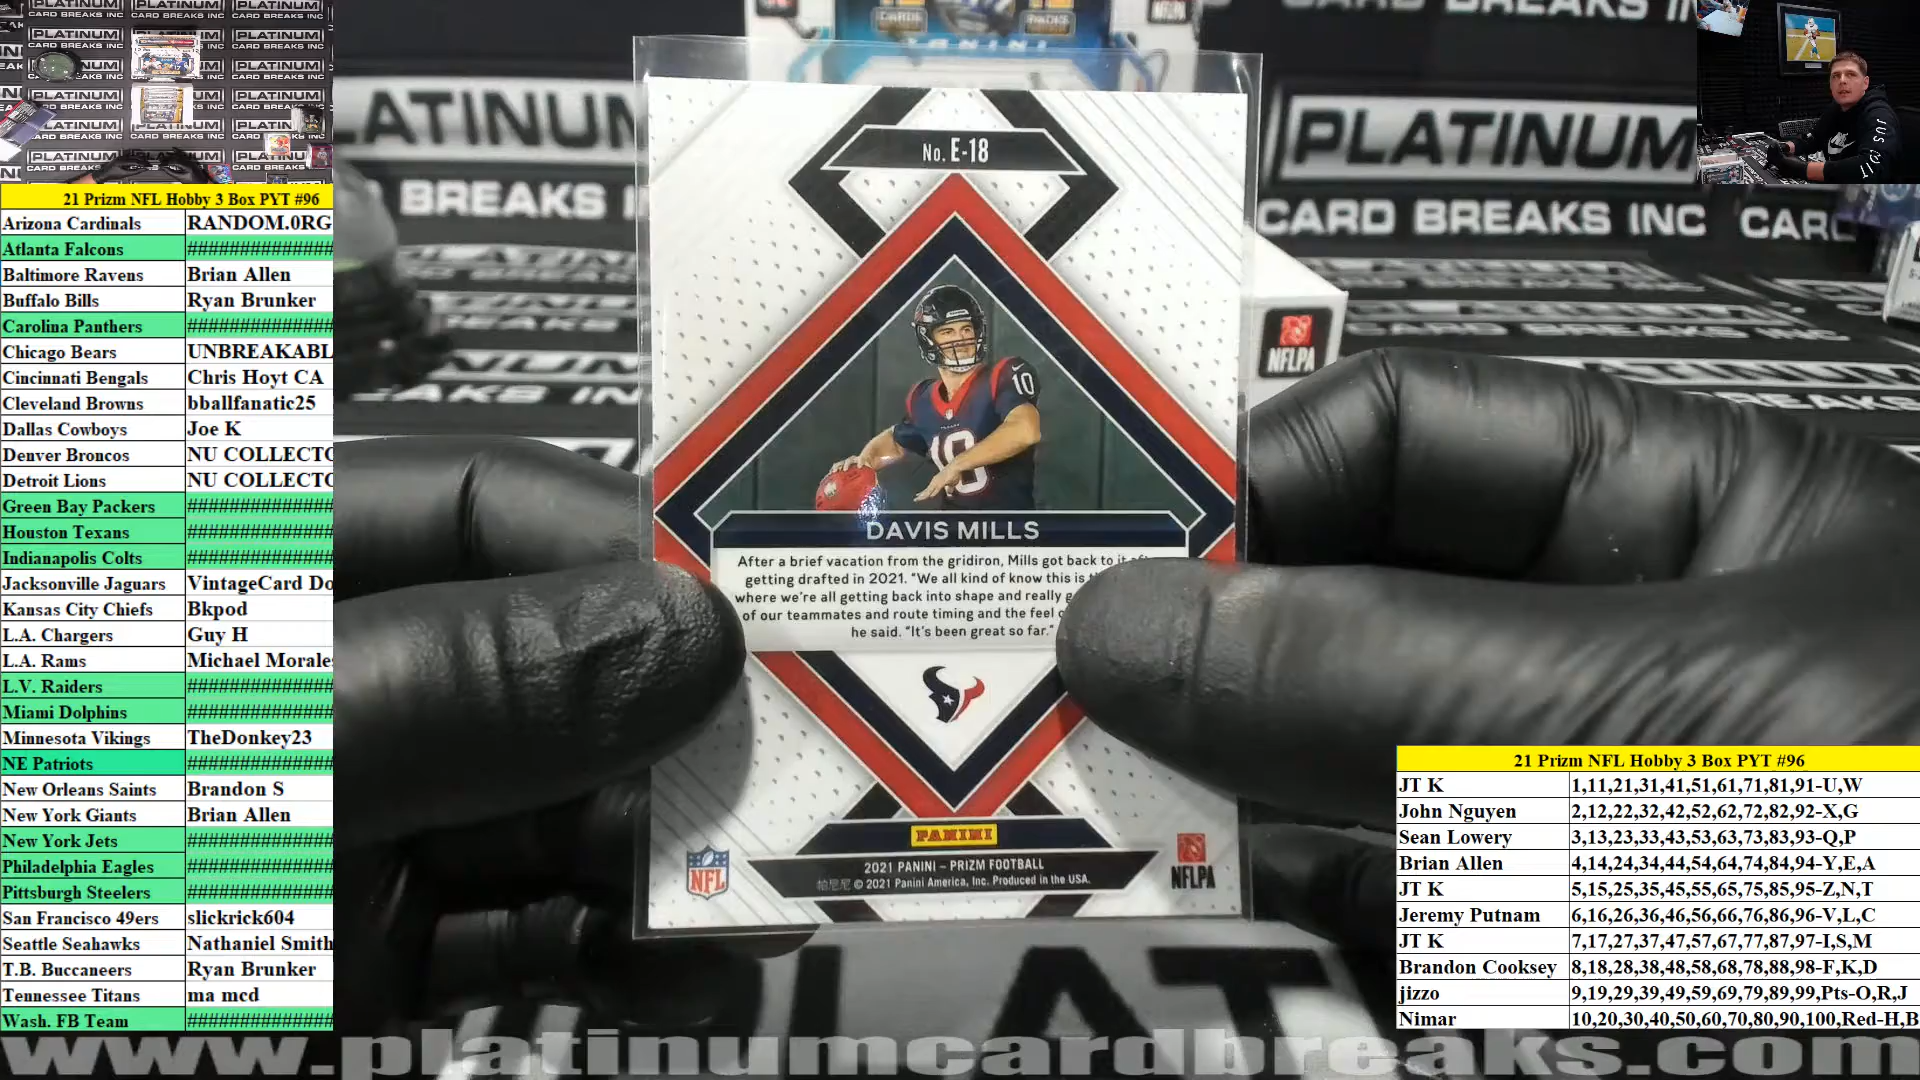 21 Prizm NFL Hobby 3 Box PYT #96
Arizona Cardinals RANDOM.0RG
Atlanta Falcons ################
Baltimore Ravens Brian Allen
Buffalo Bills Ryan Brunker
Carolina Panthers ################
Chicago Bears UNBREAKABL
Cincinnati Bengals Chris Hoyt CA
Cleveland Browns bballfanatic25
Dallas Cowboys Joe K
Denver Broncos NU COLLECTO
Detroit Lions NU COLLECTO
Green Bay Packers ################
Houston Texans ################
Indianapolis Colts ################
Jacksonville Jaguars VintageCard Do
Kansas City Chiefs Bkpod
L.A. Chargers Guy H
L.A. Rams Michael Morale
L.V. Raiders ################
Miami Dolphins ################
Minnesota Vikings TheDonkey23
NE Patriots ################
New Orleans Saints Brandon S
New York Giants Brian Allen
New York Jets ################
Philadelphia Eagles ################
Pittsburgh Steelers ################
San Francisco 49ers slickrick604
Seattle Seahawks Nathaniel Smith
T.B. Buccaneers Ryan Brunker
Tennessee Titans ma mcd
Wash. FB Team ################
PLATINUM
CARD BREAKS INC
No. E-18
10
10
DAVIS MILLS
After a brief vacation from the gridiron, Mills got back to it
getting drafted in 2021. "We all kind of know this is
where we're all getting back into shape and really
of our teammates and route timing and the feel
he said. "It's been great so far."
PANINI
2021 PANINI – PRIZM FOOTBALL
© 2021 Panini America, Inc. Produced in the USA.
NFL
NFLPA
NFLPA
21 Prizm NFL Hobby 3 Box PYT #96
JT K 1,11,21,31,41,51,61,71,81,91-U,W
John Nguyen 2,12,22,32,42,52,62,72,82,92-X,G
Sean Lowery 3,13,23,33,43,53,63,73,83,93-Q,P
Brian Allen 4,14,24,34,44,54,64,74,84,94-Y,E,A
JT K 5,15,25,35,45,55,65,75,85,95-Z,N,T
Jeremy Putnam 6,16,26,36,46,56,66,76,86,96-V,L,C
JT K 7,17,27,37,47,57,67,77,87,97-I,S,M
Brandon Cooksey 8,18,28,38,48,58,68,78,88,98-F,K,D
jizzo 9,19,29,39,49,59,69,79,89,99,Pts-O,R,J
Nimar 10,20,30,40,50,60,70,80,90,100,Red-H,B
www.platinumcardbreaks.com